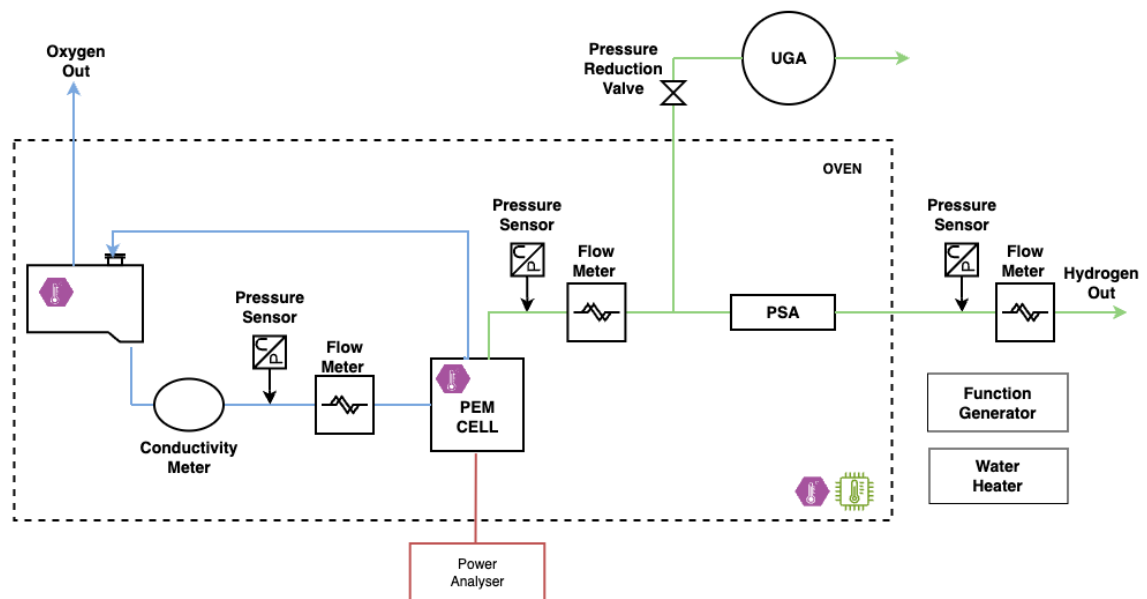 Oxygen
Out
Pressure
Reduction
Valve
UGA
OVEN
Pressure
Sensor
Flow
Meter
Pressure
Sensor
Flow
Meter
Hydrogen
Out
PSA
Pressure
Sensor
Flow
Meter
PEM
CELL
Conductivity
Meter
Function
Generator
Water
Heater
Power
Analyser